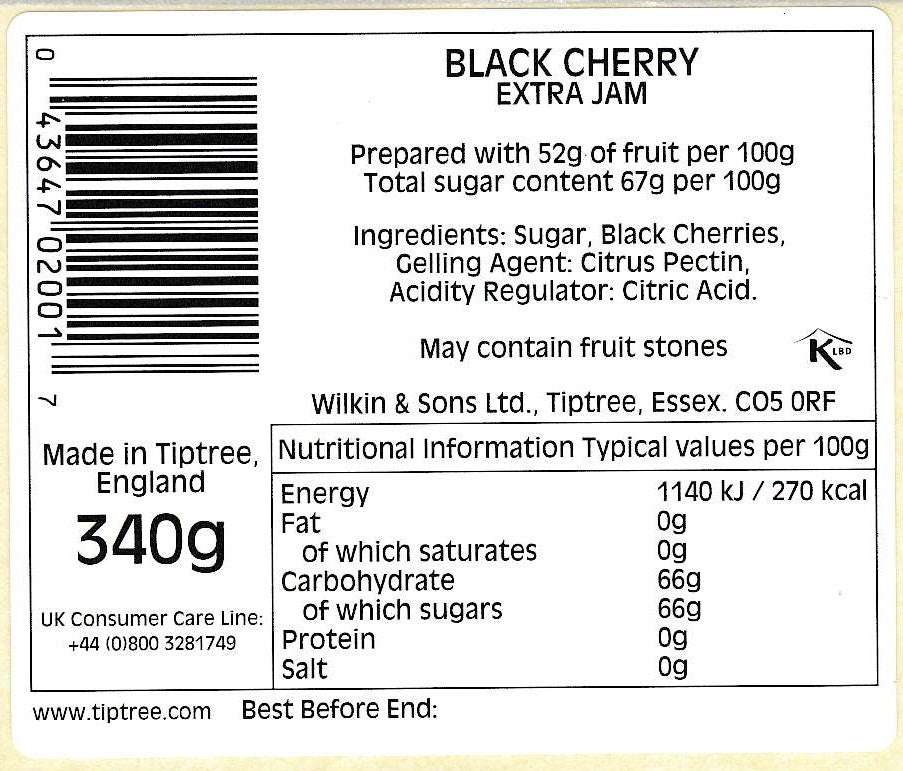 BLACK CHERRY
EXTRA JAM
Prepared with 52g of fruit per 100g
Total sugar content 67g per 100g
Ingredients: Sugar, Black Cherries,
Gelling Agent: Citrus Pectin,
Acidity Regulator: Citric Acid.
May contain fruit stones
KLBD
Wilkin & Sons Ltd., Tiptree, Essex. CO5 0RF
0 43647 02001 7
Made in Tiptree,
England
340g
UK Consumer Care Line:
+44 (0)800 3281749
Nutritional Information Typical values per 100g
Energy 1140 kJ / 270 kcal
Fat 0g
of which saturates 0g
Carbohydrate 66g
of which sugars 66g
Protein 0g
Salt 0g
www.tiptree.com Best Before End: